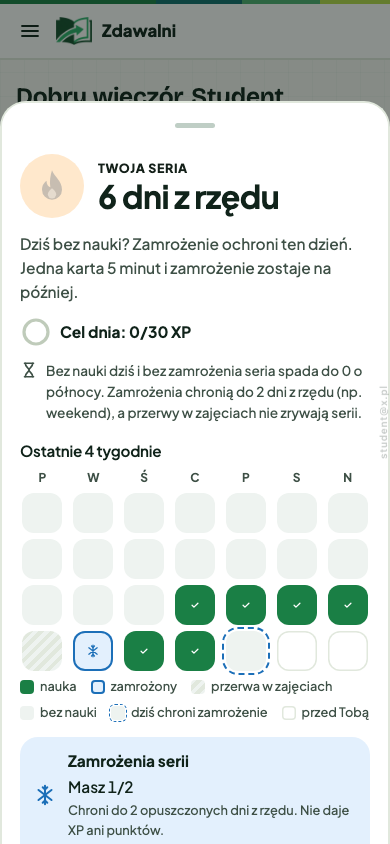 Zdawalni
Dobry wieczór, Student
TWOJA SERIA
6 dni z rzędu
Dziś bez nauki? Zamrożenie ochroni ten dzień.
Jedna karta 5 minut i zamrożenie zostaje na
później.
Cel dnia: 0/30 XP
Bez nauki dziś i bez zamrożenia seria spada do 0 o
północy. Zamrożenia chronią do 2 dni z rzędu (np.
weekend), a przerwy w zajęciach nie zrywają serii.
student@x.pl
Ostatnie 4 tygodnie
P W Ś C P S N
nauka zamrożony przerwa w zajęciach
bez nauki dziś chroni zamrożenie przed Tobą
Zamrożenia serii
Masz 1/2
Chroni do 2 opuszczonych dni z rzędu. Nie daje
XP ani punktów.